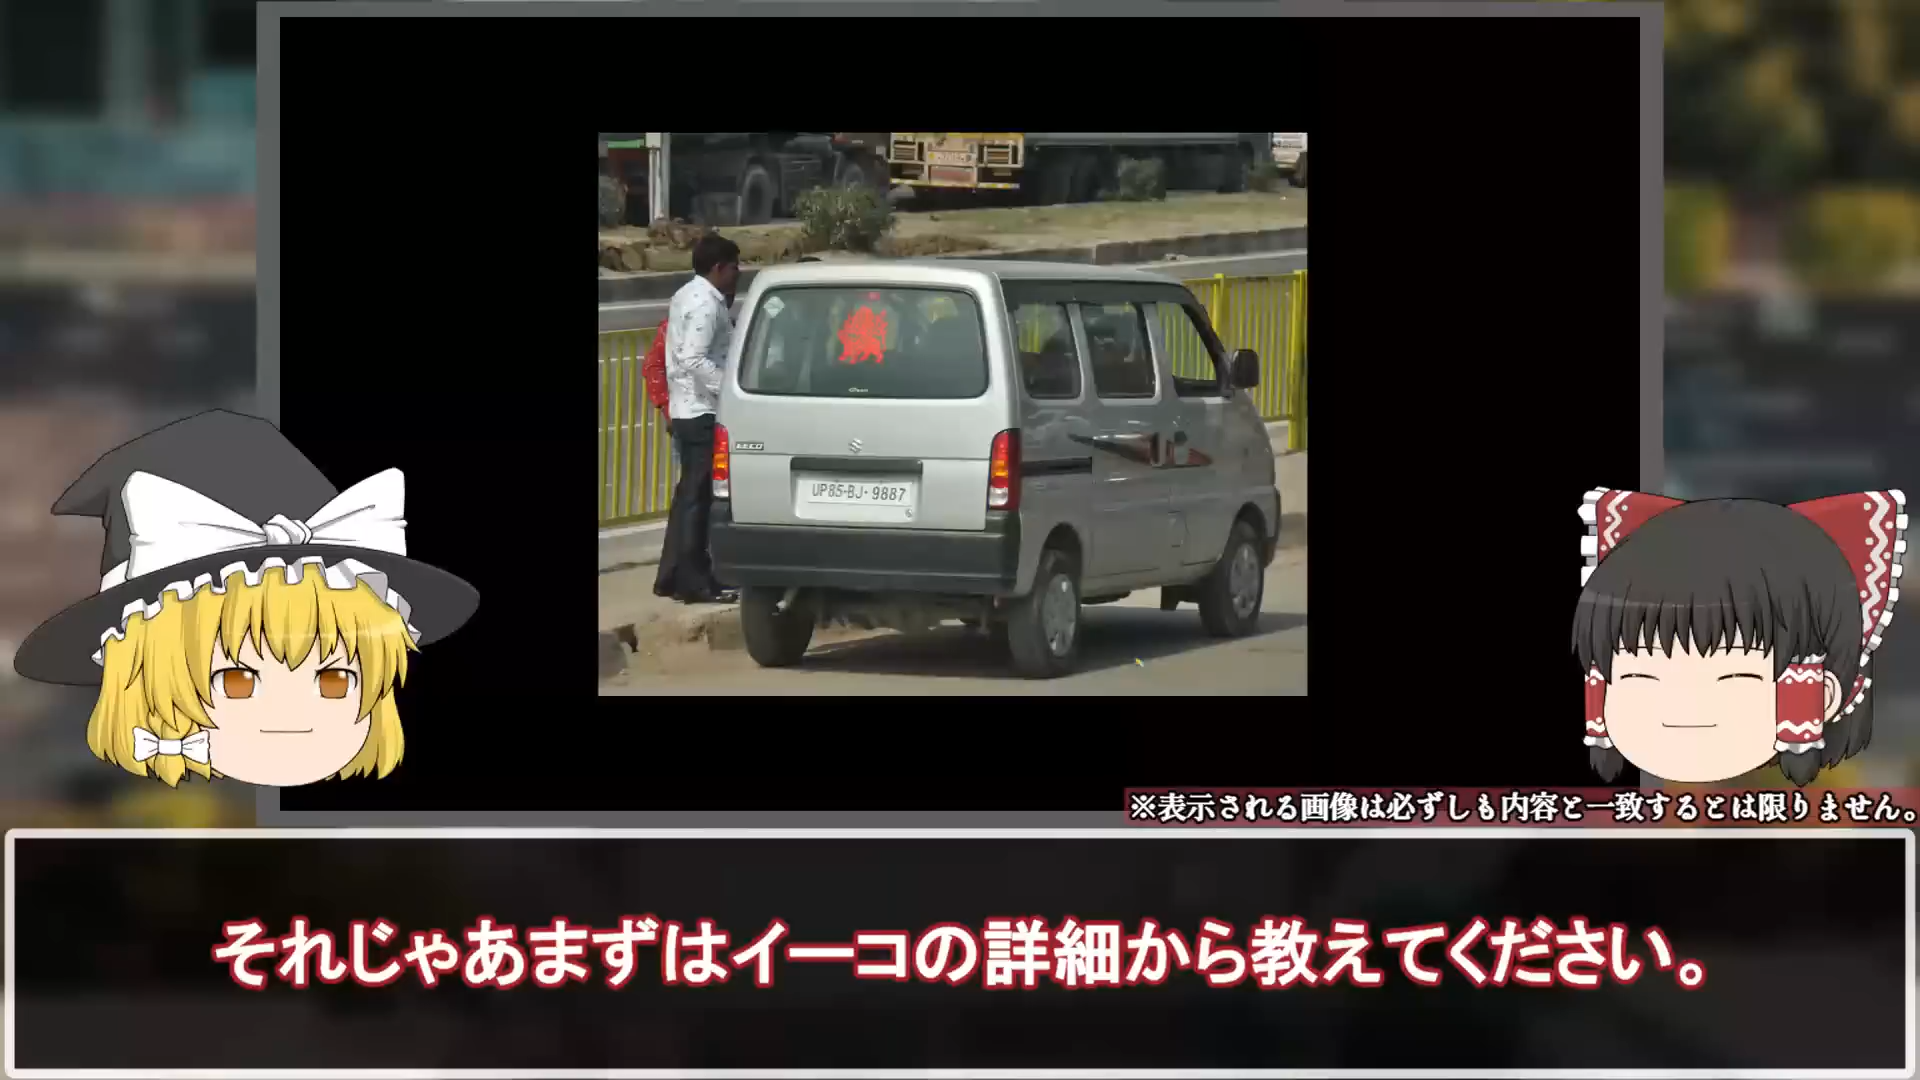 EECO
UP85-BJ-9887
※表示される画像は必ずしも内容と一致するとは限りません。
それじゃあまずはイーコの詳細から教えてください。